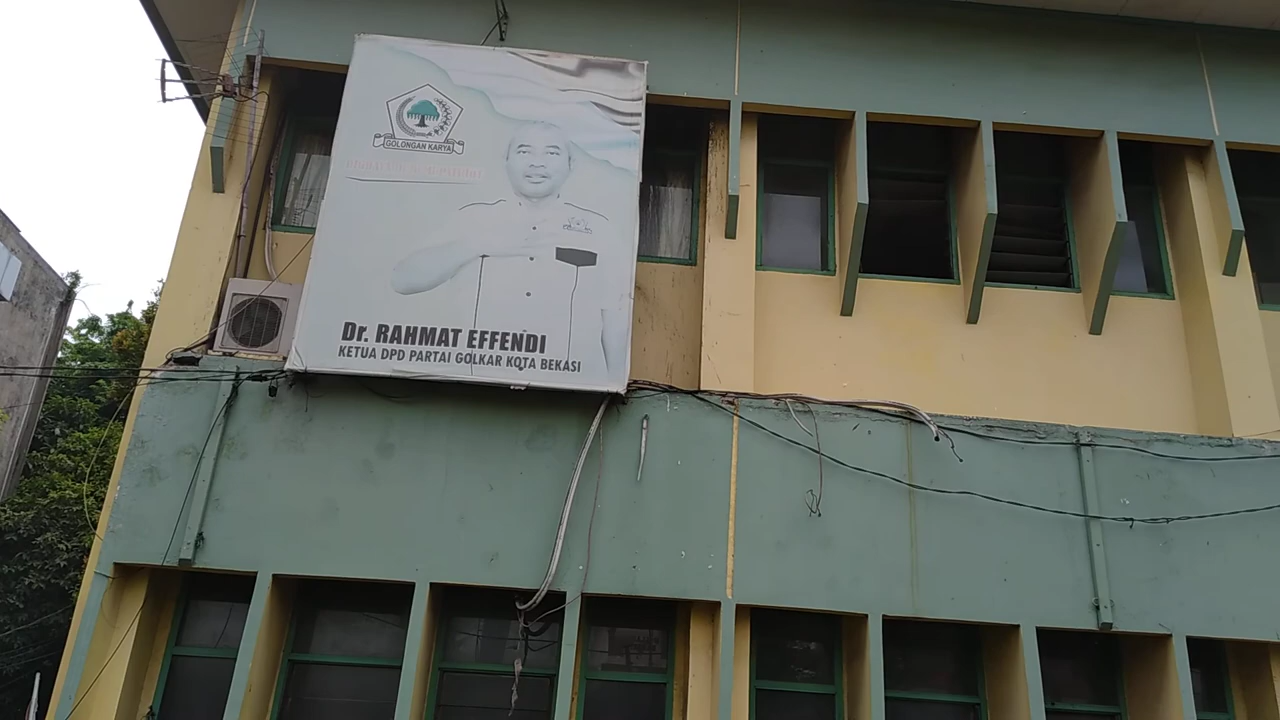 GOLONGAN KARYA
Dr. RAHMAT EFFENDI
KETUA DPD PARTAI GOLKAR KOTA BEKASI